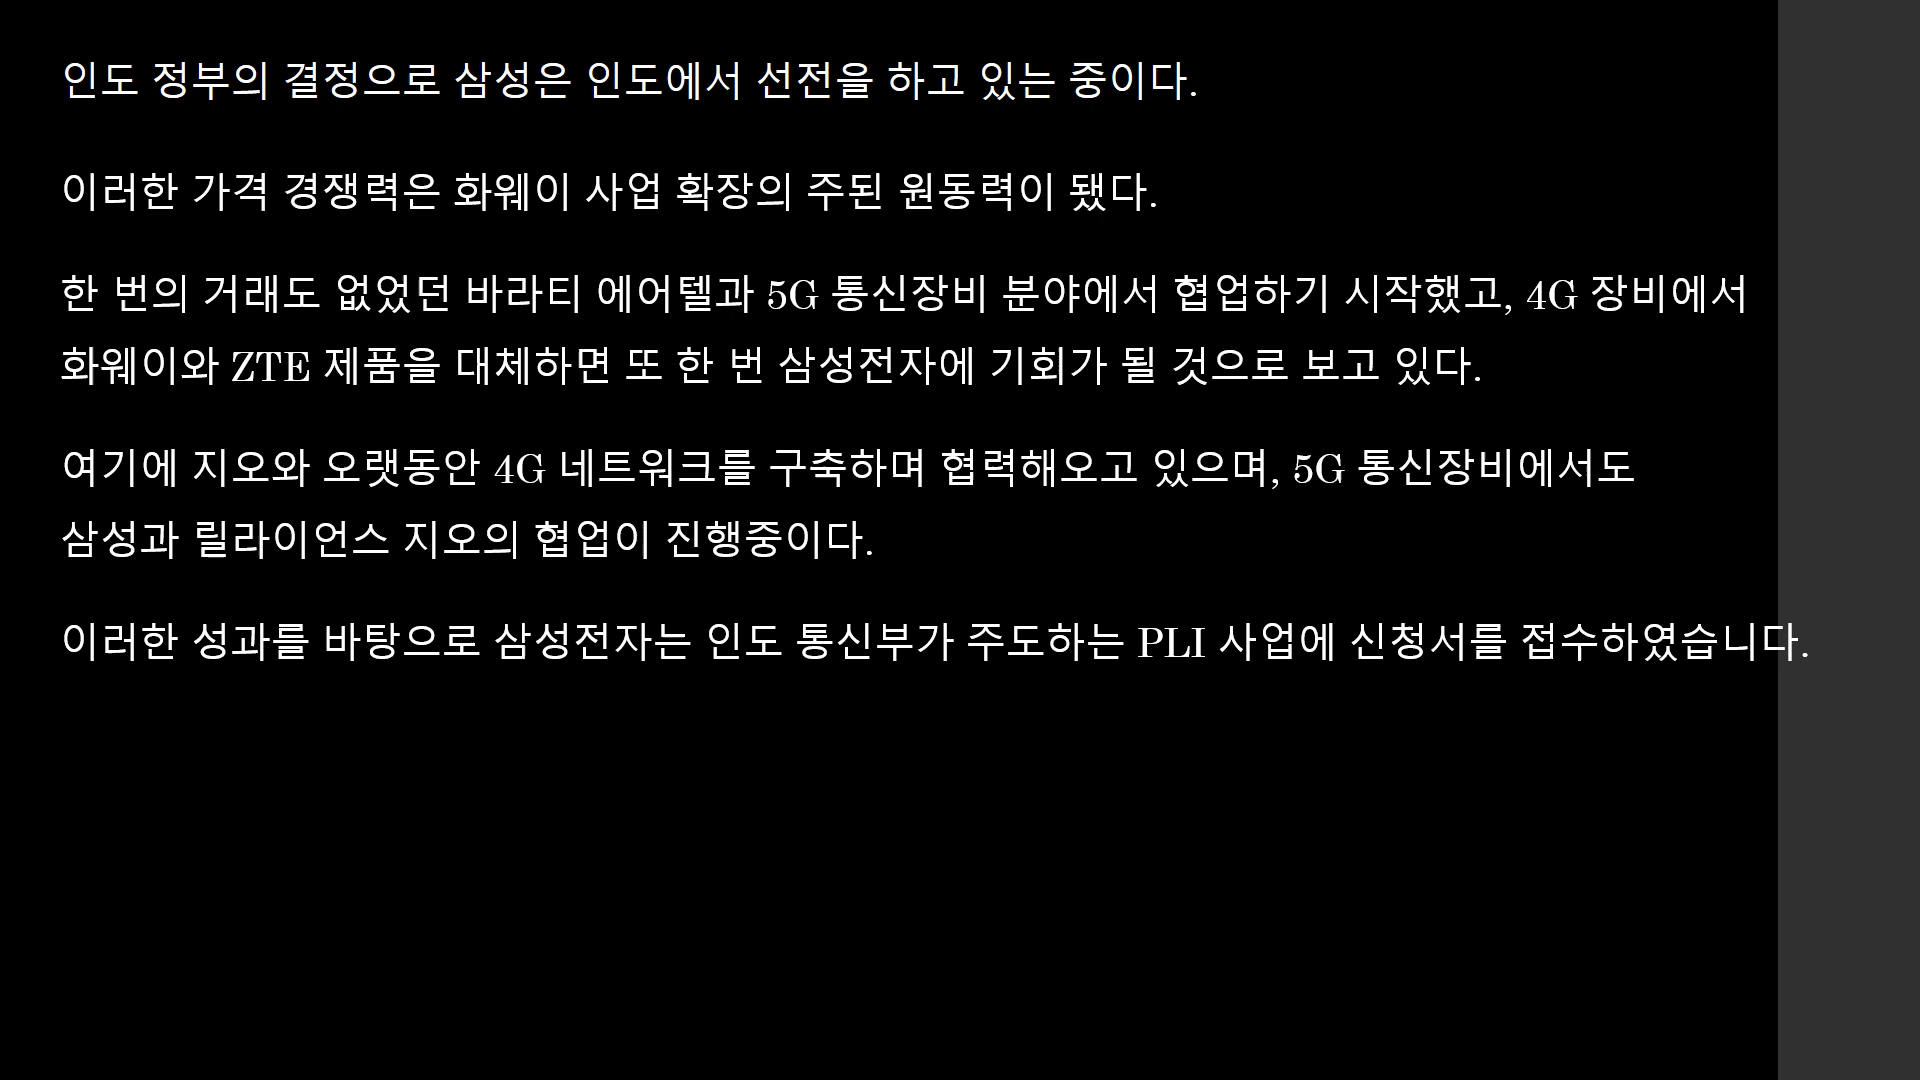 인도 정부의 결정으로 삼성은 인도에서 선전을 하고 있는 중이다.
이러한 가격 경쟁력은 화웨이 사업 확장의 주된 원동력이 됐다.
한 번의 거래도 없었던 바라티 에어텔과 5G 통신장비 분야에서 협업하기 시작했고, 4G 장비에서
화웨이와 ZTE 제품을 대체하면 또 한 번 삼성전자에 기회가 될 것으로 보고 있다.
여기에 지오와 오랫동안 4G 네트워크를 구축하며 협력해오고 있으며, 5G 통신장비에서도
삼성과 릴라이언스 지오의 협업이 진행중이다.
이러한 성과를 바탕으로 삼성전자는 인도 통신부가 주도하는 PLI 사업에 신청서를 접수하였습니다.